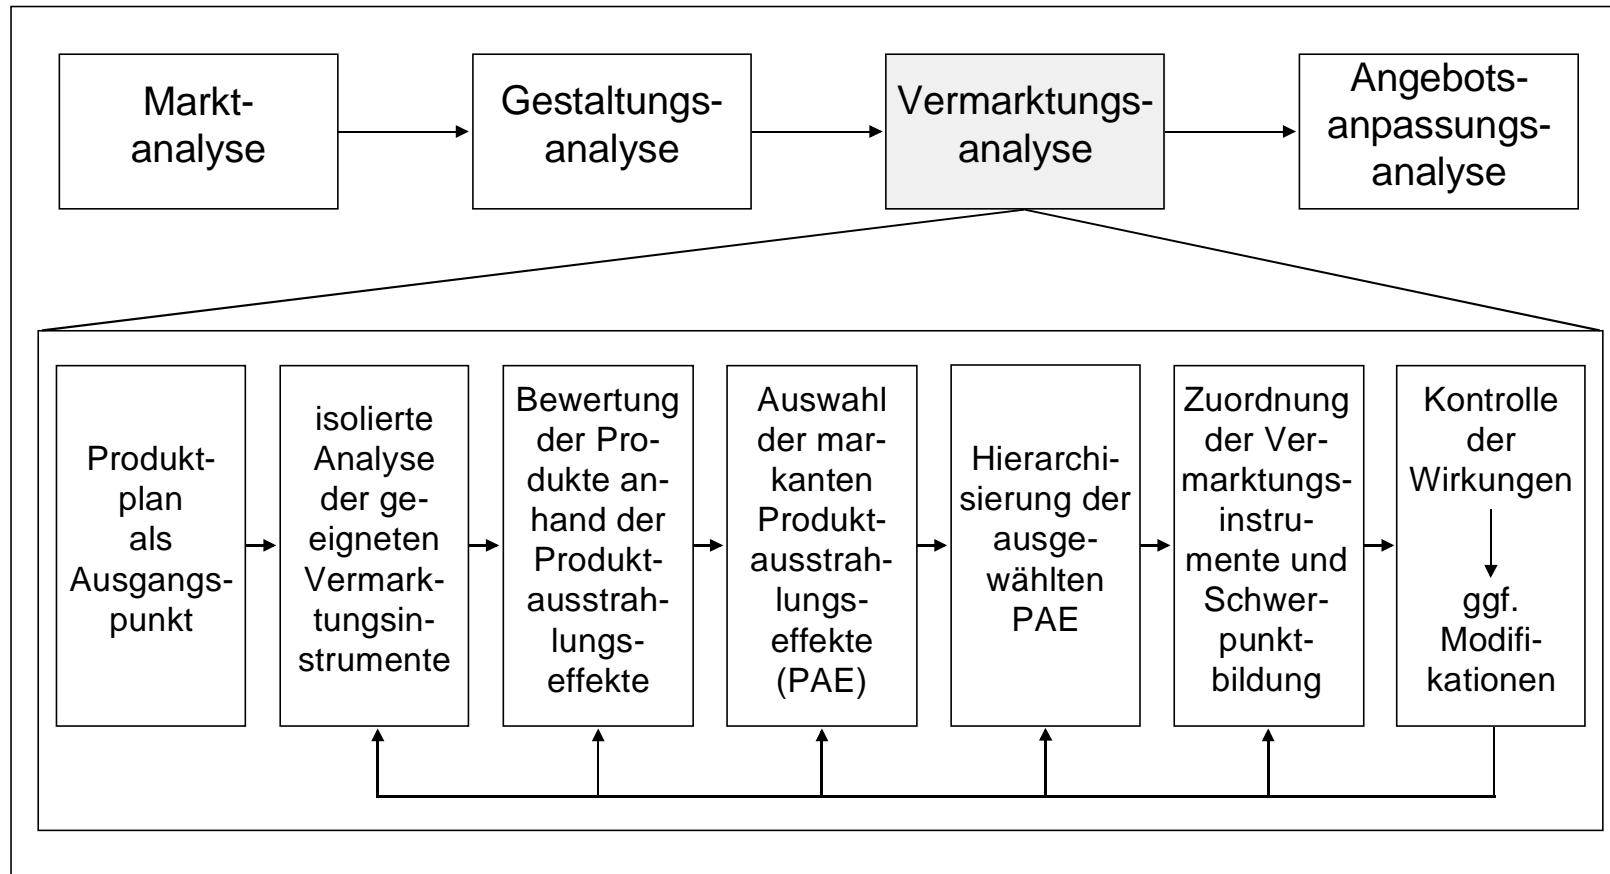 Markt-
analyse
Gestaltungs-
analyse
Vermarktungs-
analyse
Angebots-
anpassungs-
analyse
Produkt-
plan
als
Ausgangs-
punkt
isolierte
Analyse
der ge-
eigneten
Vermark-
tungsin-
strumente
Bewertung
der Pro-
dukte an-
hand der
Produkt-
ausstrah-
lungs-
effekte
Auswahl
der mar-
kanten
Produkt-
ausstrah-
lungs-
effekte
(PAE)
Hierarchi-
sierung der
ausge-
wählten
PAE
Zuordnung
der Ver-
marktungs-
instru-
mente und
Schwer-
punkt-
bildung
Kontrolle
der
Wirkungen
ggf.
Modifi-
kationen